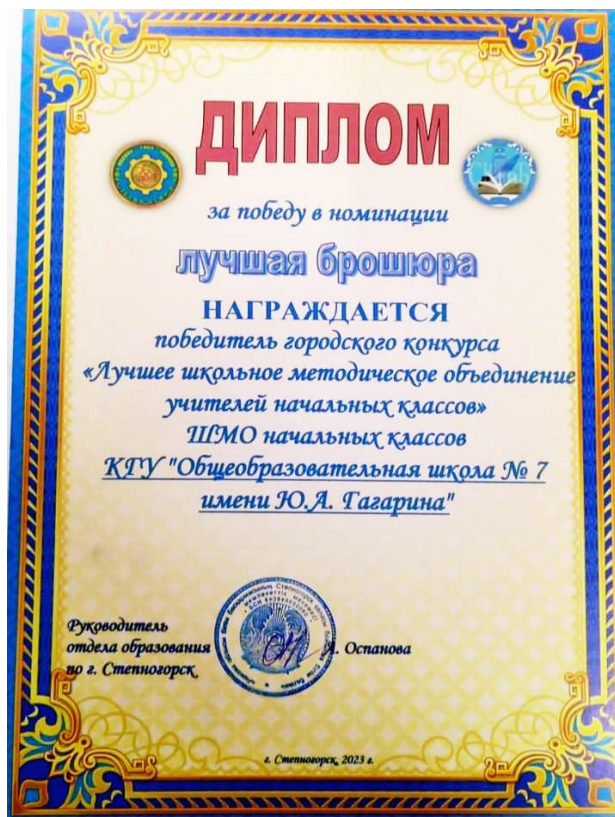 ДИПЛОМ
за победу в номинации
лучшая брошюра
НАГРАЖДАЕТСЯ
победитель городского конкурса
«Лучшее школьное методическое объединение
учителей начальных классов»
ШМО начальных классов
КГУ "Общеобразовательная школа № 7
имени Ю.А. Гагарина"
Руководитель
отдела образования А. Оспанова
по г. Степногорск
г. Степногорск, 2023 г.